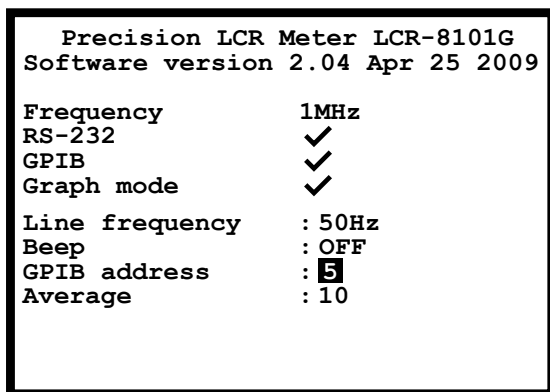 Precision LCR Meter LCR-8101G
Software version 2.04 Apr 25 2009
Frequency 1MHz
RS-232 ✓
GPIB ✓
Graph mode ✓
Line frequency : 50Hz
Beep : OFF
GPIB address : 5
Average : 10